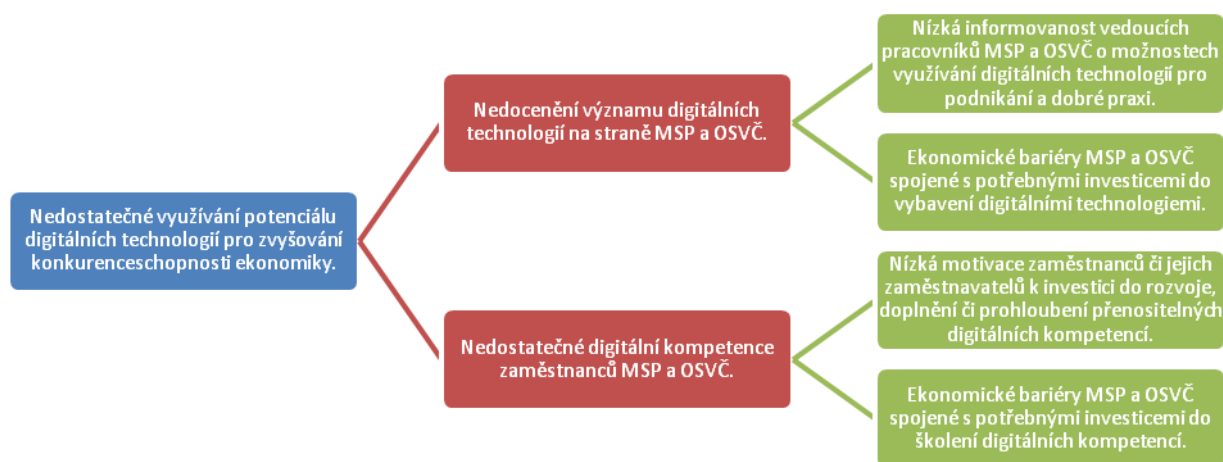 Nedostatečné využívání potenciálu
digitálních technologií pro zvyšování
konkurenceschopnosti ekonomiky.
Nedocenění významu digitálních
technologií na straně MSP a OSVČ.
Nízká informovanost vedoucích
pracovníků MSP a OSVČ o možnostech
využívání digitálních technologií pro
podnikání a dobré praxi.
Ekonomické bariéry MSP a OSVČ
spojené s potřebnými investicemi do
vybavení digitálními technologiemi.
Nedostatečné digitální kompetence
zaměstnanců MSP a OSVČ.
Nízká motivace zaměstnanců či jejich
zaměstnavatelů k investici do rozvoje,
doplnění či prohloubení přenositelných
digitálních kompetencí.
Ekonomické bariéry MSP a OSVČ
spojené s potřebnými investicemi do
školení digitálních kompetencí.